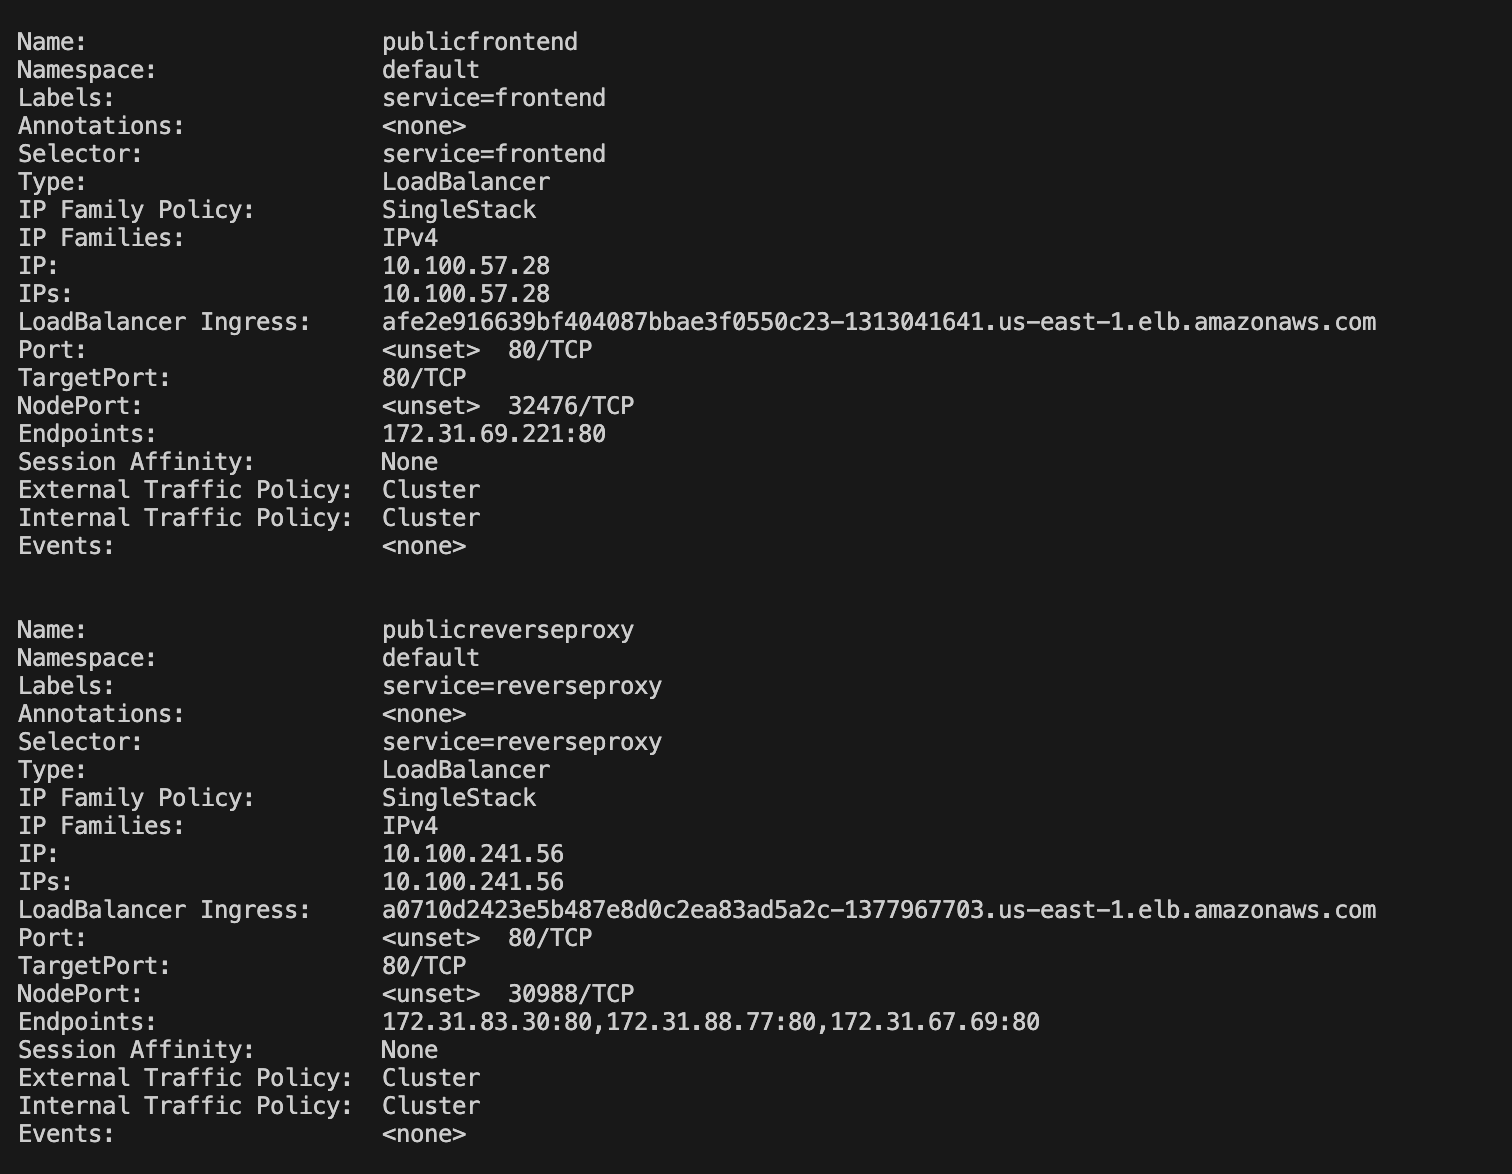 Name:                     publicfrontend
Namespace:                default
Labels:                   service=frontend
Annotations:              <none>
Selector:                 service=frontend
Type:                     LoadBalancer
IP Family Policy:         SingleStack
IP Families:              IPv4
IP:                       10.100.57.28
IPs:                      10.100.57.28
LoadBalancer Ingress:     afe2e916639bf404087bbae3f0550c23-1313041641.us-east-1.elb.amazonaws.com
Port:                     <unset>  80/TCP
TargetPort:               80/TCP
NodePort:                 <unset>  32476/TCP
Endpoints:                172.31.69.221:80
Session Affinity:         None
External Traffic Policy:  Cluster
Internal Traffic Policy:  Cluster
Events:                   <none>
Name:                     publicreverseproxy
Namespace:                default
Labels:                   service=reverseproxy
Annotations:              <none>
Selector:                 service=reverseproxy
Type:                     LoadBalancer
IP Family Policy:         SingleStack
IP Families:              IPv4
IP:                       10.100.241.56
IPs:                      10.100.241.56
LoadBalancer Ingress:     a0710d2423e5b487e8d0c2ea83ad5a2c-1377967703.us-east-1.elb.amazonaws.com
Port:                     <unset>  80/TCP
TargetPort:               80/TCP
NodePort:                 <unset>  30988/TCP
Endpoints:                172.31.83.30:80,172.31.88.77:80,172.31.67.69:80
Session Affinity:         None
External Traffic Policy:  Cluster
Internal Traffic Policy:  Cluster
Events:                   <none>